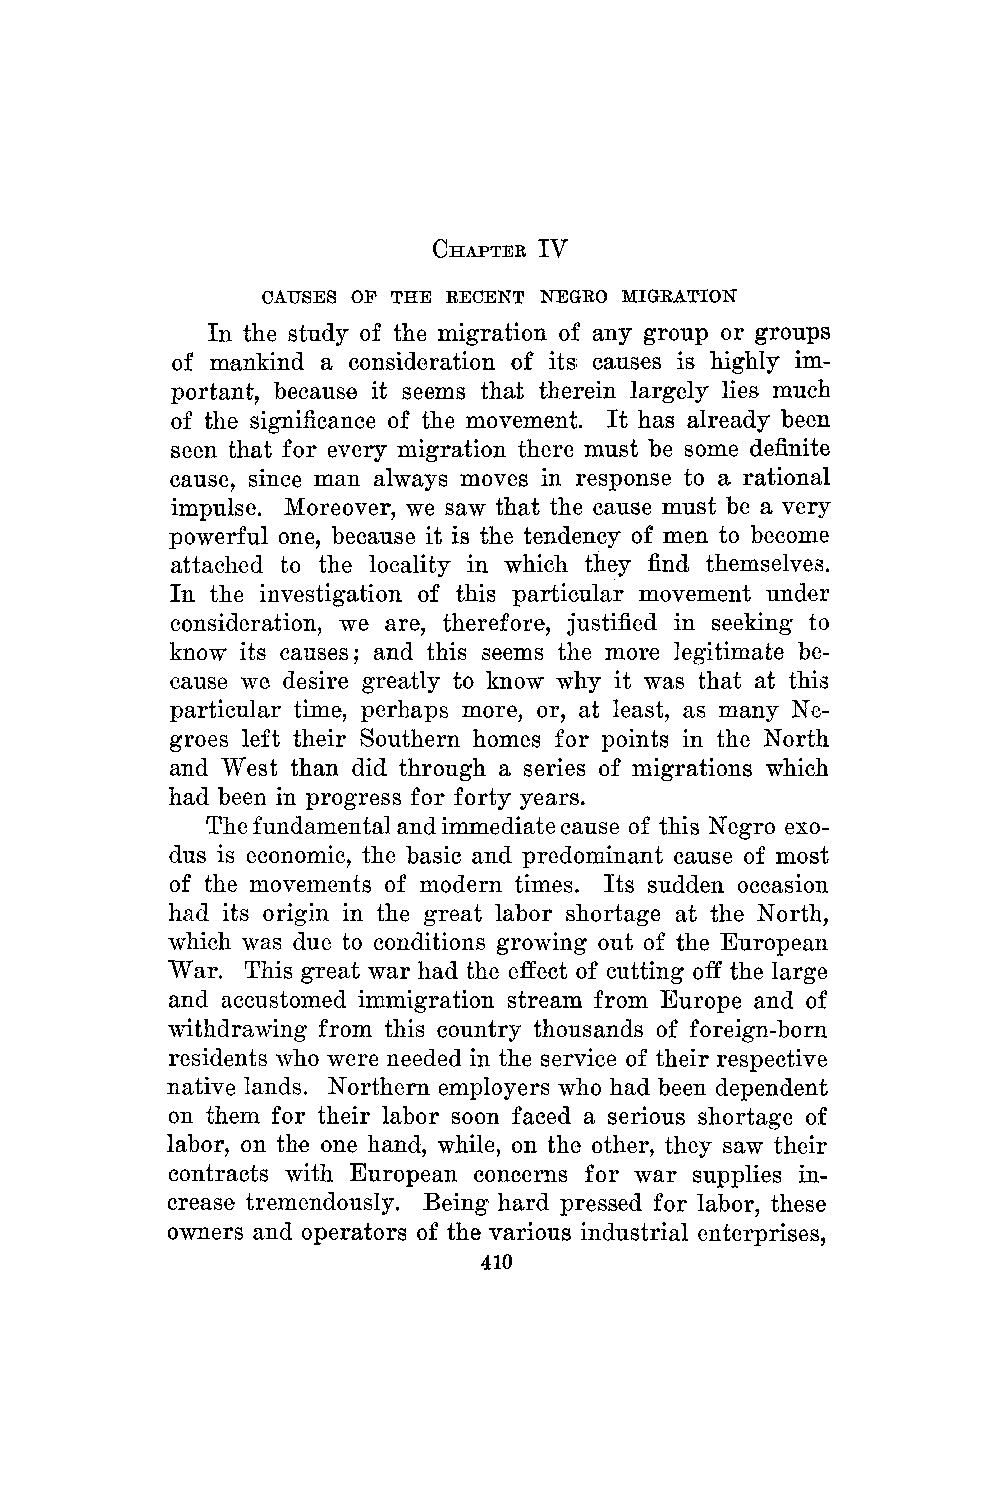 CHAPTER IV
CAUSES OF THE RECENT NEGRO MIGRATION
In the study of the migration of any group or groups
of mankind a consideration of its causes is highly im-
portant, because it seems that therein largely lies much
of the significance of the movement. It has already been
seen that for every migration there must be some definite
cause, since man always moves in response to a rational
impulse. Moreover, we saw that the cause must be a very
powerful one, because it is the tendency of men to become
attached to the locality in which they find themselves.
In the investigation of this particular movement under
consideration, we are, therefore, justified in seeking to
know its causes; and this seems the more legitimate be-
cause we desire greatly to know why it was that at this
particular time, perhaps more, or, at least, as many Ne-
groes left their Southern homes for points in the North
and West than did through a series of migrations which
had been in progress for forty years.
The fundamental and immediate cause of this Negro exo-
dus is economic, the basic and predominant cause of most
of the movements of modern times. Its sudden occasion
had its origin in the great labor shortage at the North,
which was due to conditions growing out of the European
War. This great war had the effect of cutting off the large
and accustomed immigration stream from Europe and of
withdrawing from this country thousands of foreign-born
residents who were needed in the service of their respective
native lands. Northern employers who had been dependent
on them for their labor soon faced a serious shortage of
labor, on the one hand, while, on the other, they saw their
contracts with European concerns for war supplies in-
crease tremendously. Being hard pressed for labor, these
owners and operators of the various industrial enterprises,
410